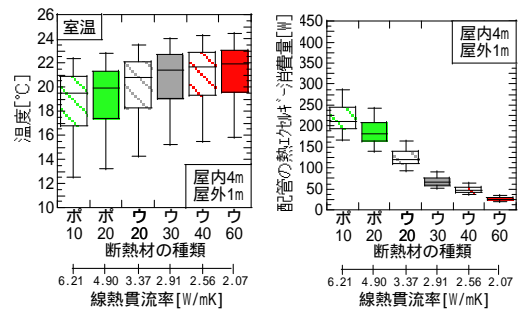 室温
温度[℃]
26
24
22
20
18
16
14
12
10
屋内4m
屋外1m
ポ ポ ウ ウ ウ ウ
10 20 20 30 40 60
断熱材の種類
6.21 4.90 3.37 2.91 2.56 2.07
線熱貫流率[W/mK]
配管の熱エクセルギー消費量[W]
450
400
350
300
250
200
150
100
50
0
屋内4m
屋外1m
ポ ポ ウ ウ ウ ウ
10 20 20 30 40 60
断熱材の種類
6.21 4.90 3.37 2.91 2.56 2.07
線熱貫流率[W/mK]